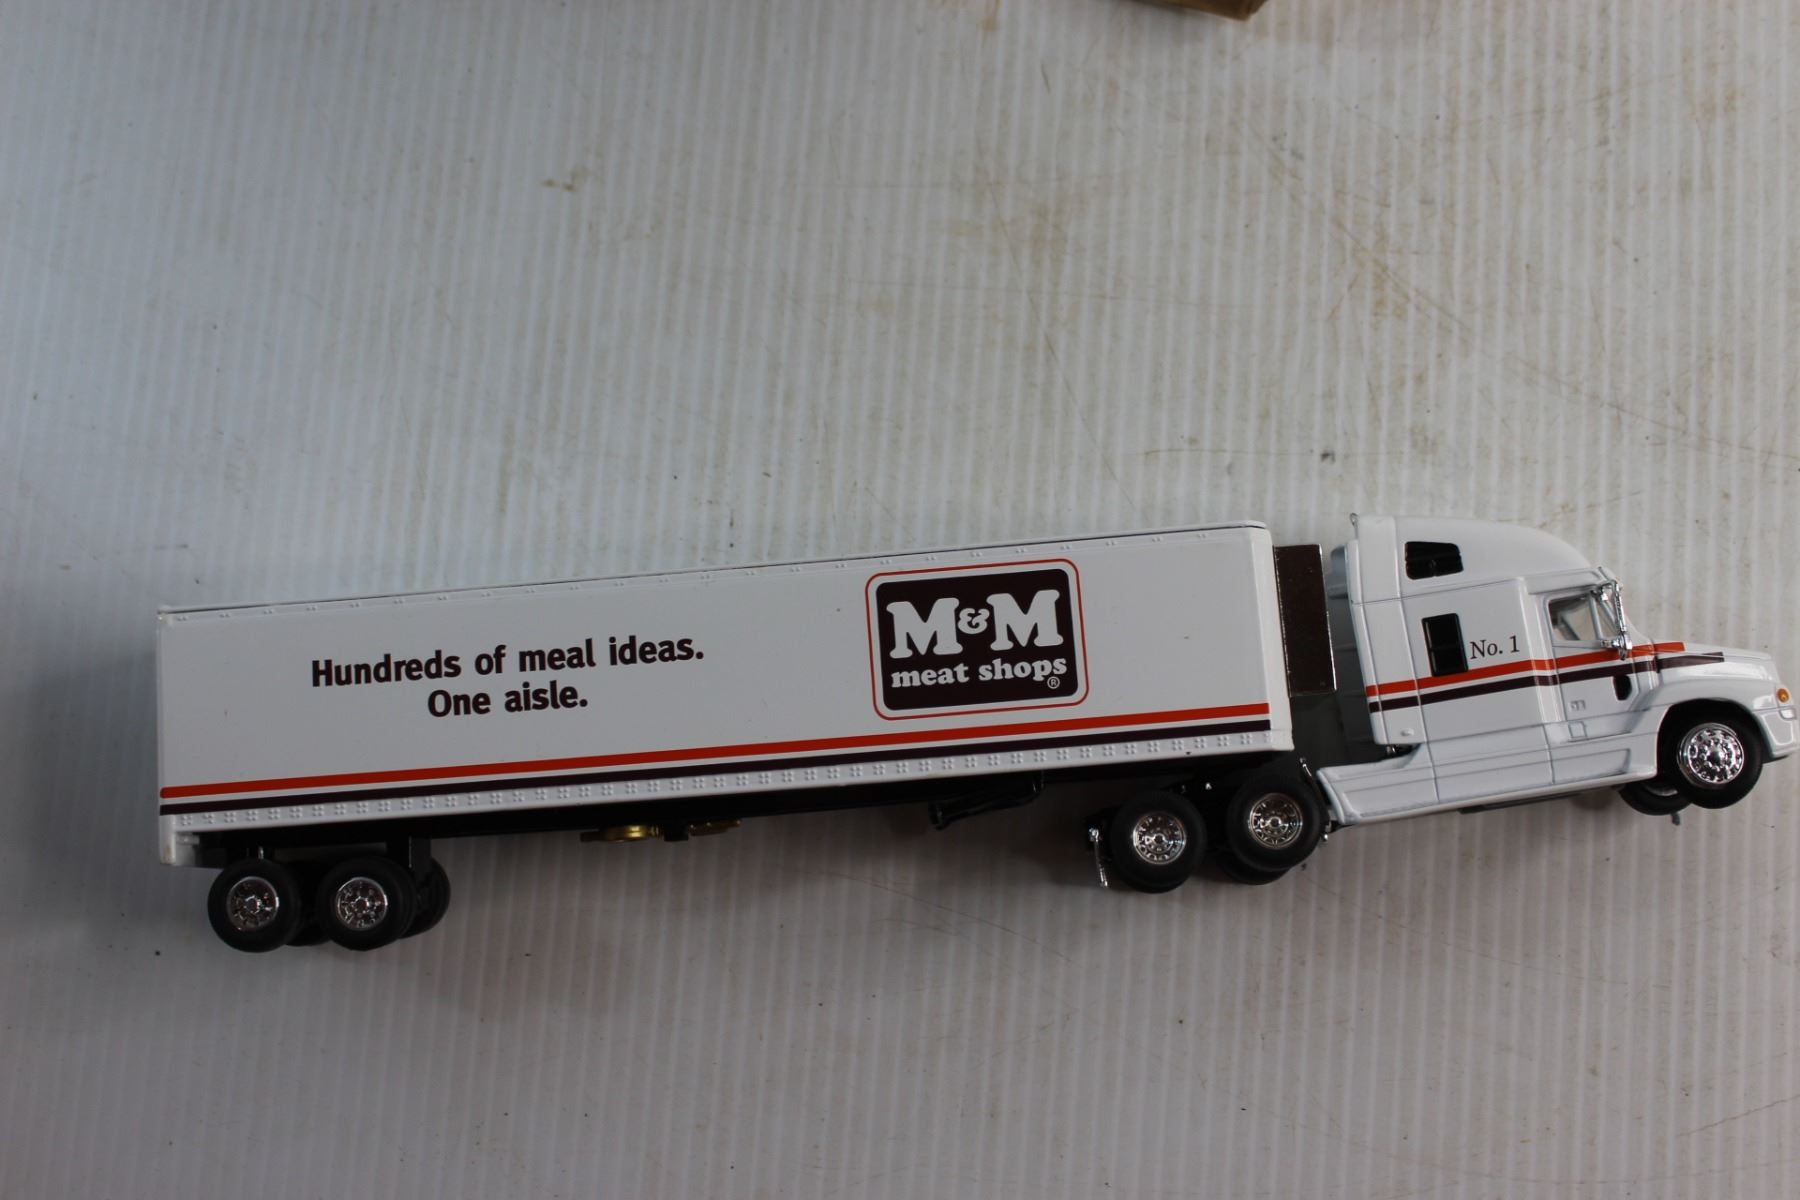 Hundreds of meal ideas.
One aisle.
M&M
meat shops
®
No. 1